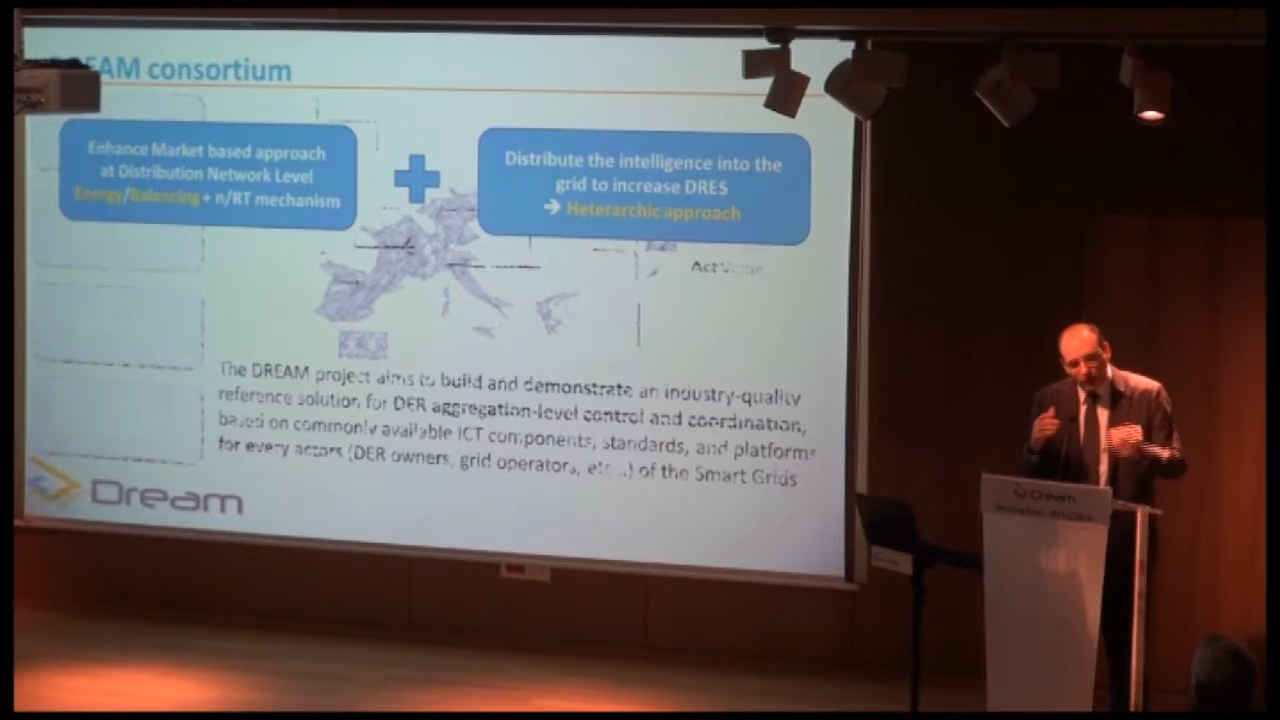 DREAM consortium
Enhance Market based approach
at Distribution Network Level
Energy/Balancing + n/RT mechanism
Distribute the intelligence into the
grid to increase DRES
➔ Heterarchic approach
The DREAM project aims to build and demonstrate an industry-quality
reference solution for DER aggregation-level control and coordination,
based on commonly available ICT components, standards, and platforms
for every actors (DER owners, grid operators, etc...) of the Smart Grids
Dream
Dream